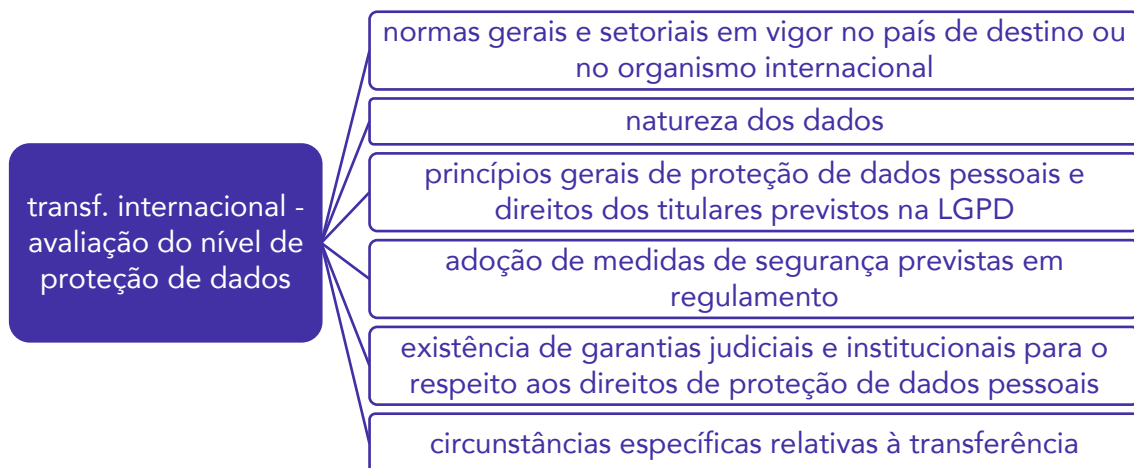 transf. internacional -
avaliação do nível de
proteção de dados
normas gerais e setoriais em vigor no país de destino ou
no organismo internacional
natureza dos dados
princípios gerais de proteção de dados pessoais e
direitos dos titulares previstos na LGPD
adoção de medidas de segurança previstas em
regulamento
existência de garantias judiciais e institucionais para o
respeito aos direitos de proteção de dados pessoais
circunstâncias específicas relativas à transferência